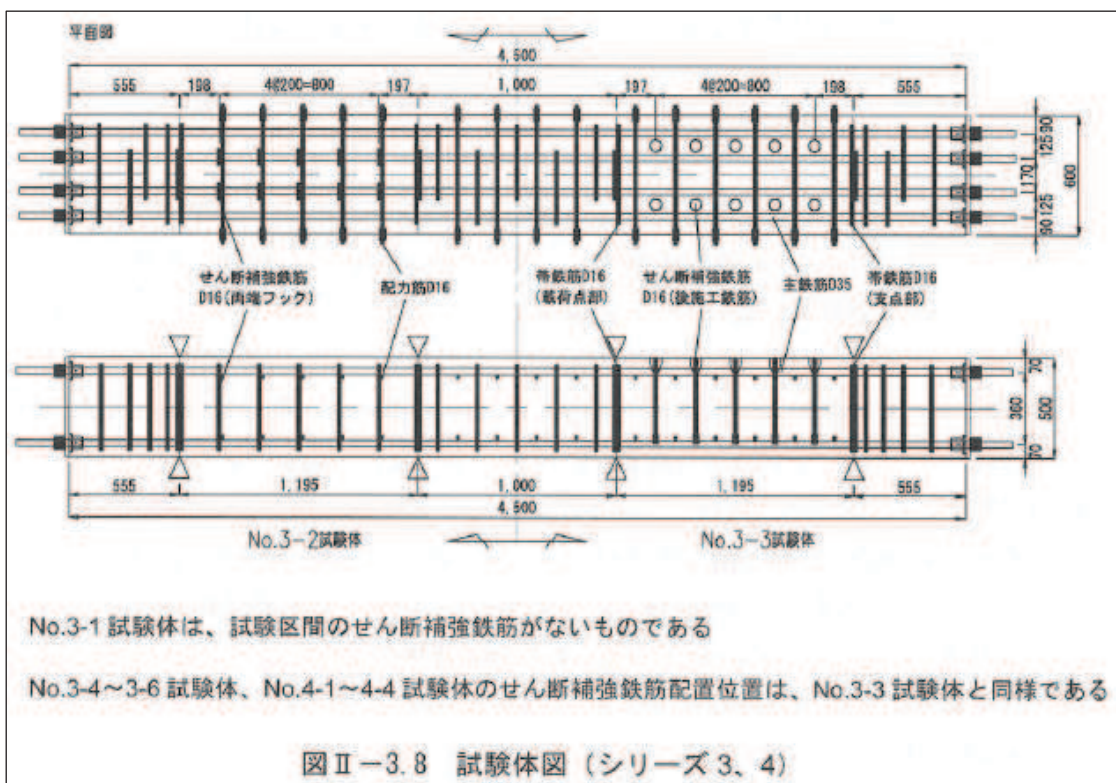 平面図
4,500
555 198 4@200=800 197 1,000 197 4@200=800 198 555
90
125
170
125
90
600
せん断補強鉄筋
D16(両端フック)
配力筋D16
帯鉄筋D16
(載荷点部)
せん断補強鉄筋
D16(後施工鉄筋)
主鉄筋D35
帯鉄筋D16
(支点部)
70
360
70
500
555 1,195 1,000 1,195 555
4,500
No.3-2試験体 No.3-3試験体
No.3-1 試験体は、試験区間のせん断補強鉄筋がないものである
No.3-4～3-6 試験体、No.4-1～4-4 試験体のせん断補強鉄筋配置位置は、No.3-3 試験体と同様である
図Ⅱ－3.8 試験体図（シリーズ 3、4）